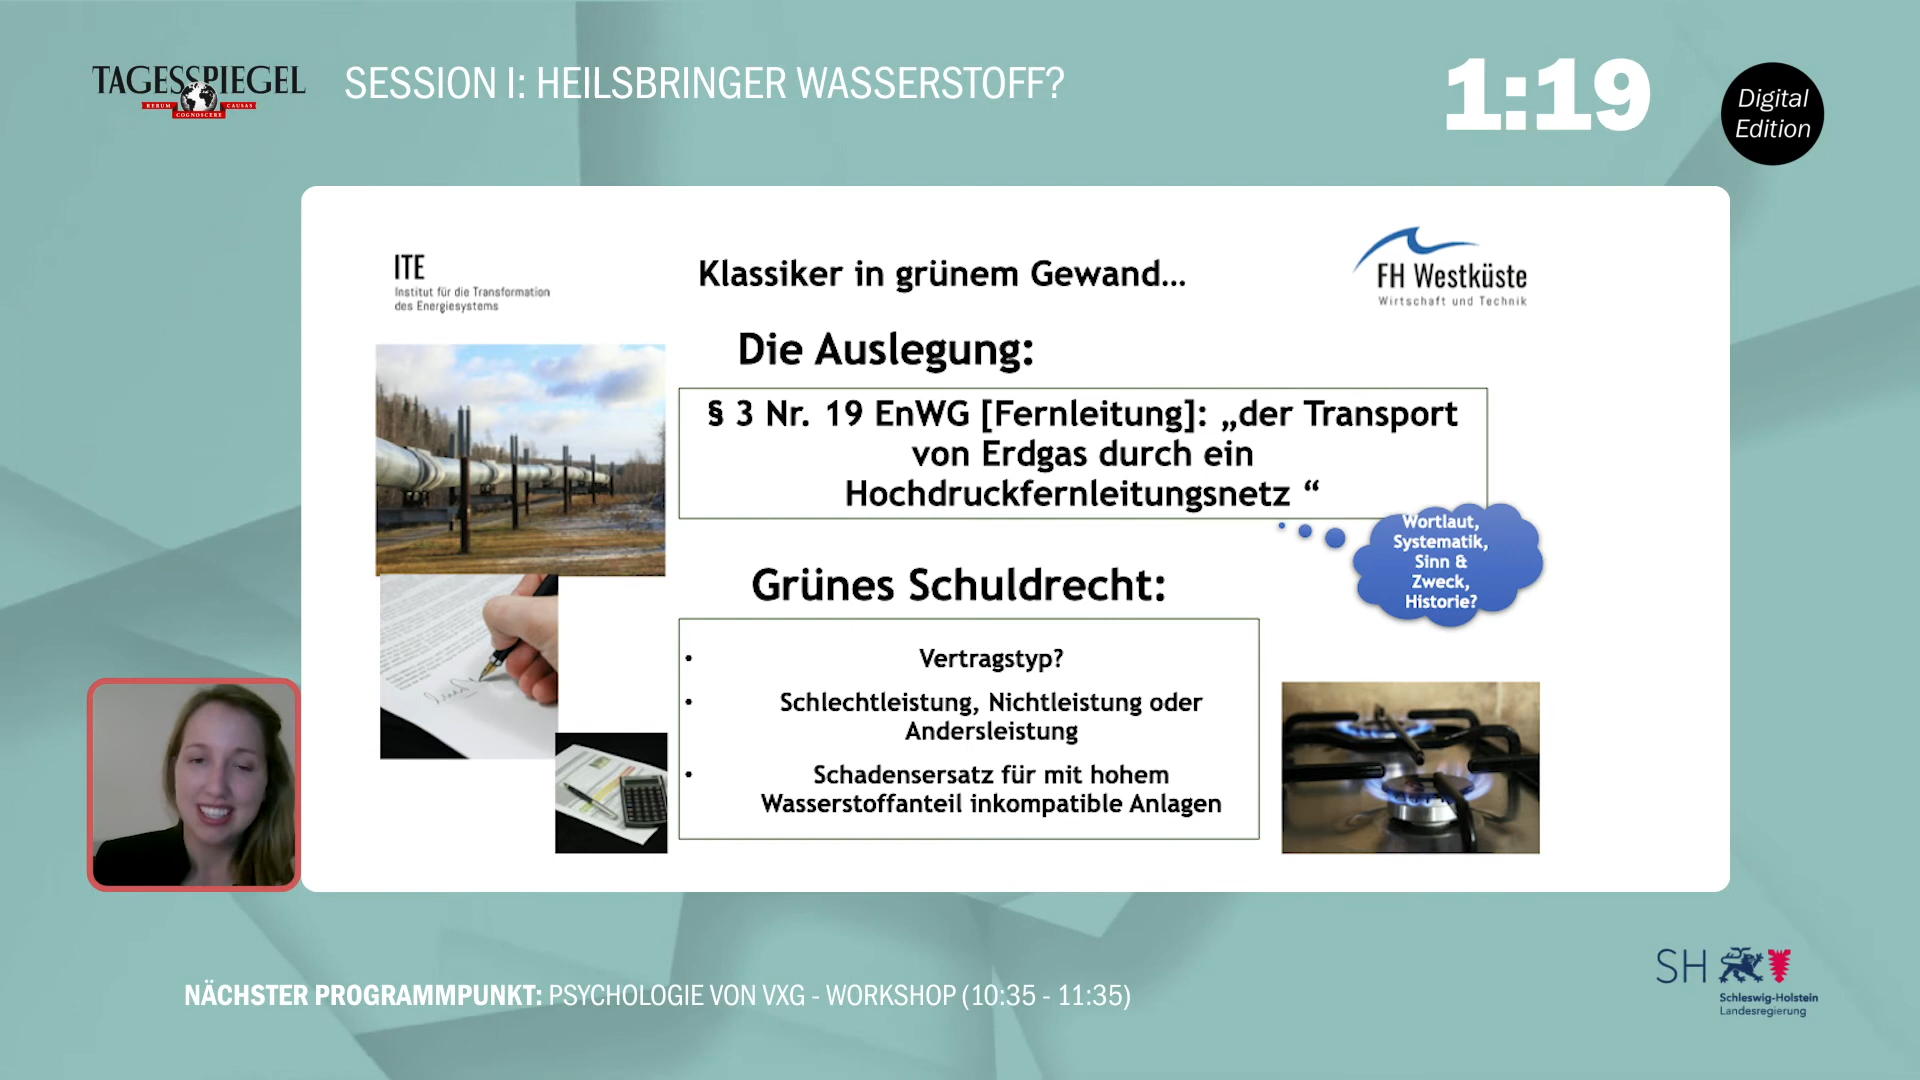 TAGESSPIEGEL
RERUM
CAUSAS
COGNOSCERE
SESSION I: HEILSBRINGER WASSERSTOFF?
1:19
Digital
Edition
ITE
Institut für die Transformation
des Energiesystems
Klassiker in grünem Gewand...
FH Westküste
Wirtschaft und Technik
Die Auslegung:
§ 3 Nr. 19 EnWG [Fernleitung]: „der Transport
von Erdgas durch ein
Hochdruckfernleitungsnetz “
Wortlaut,
Systematik,
Sinn &
Zweck,
Historie?
Grünes Schuldrecht:
• Vertragstyp?
• Schlechtleistung, Nichtleistung oder
Andersleistung
• Schadensersatz für mit hohem
Wasserstoffanteil inkompatible Anlagen
NÄCHSTER PROGRAMMPUNKT: PSYCHOLOGIE VON VXG - WORKSHOP (10:35 - 11:35)
SH
Schleswig-Holstein
Landesregierung